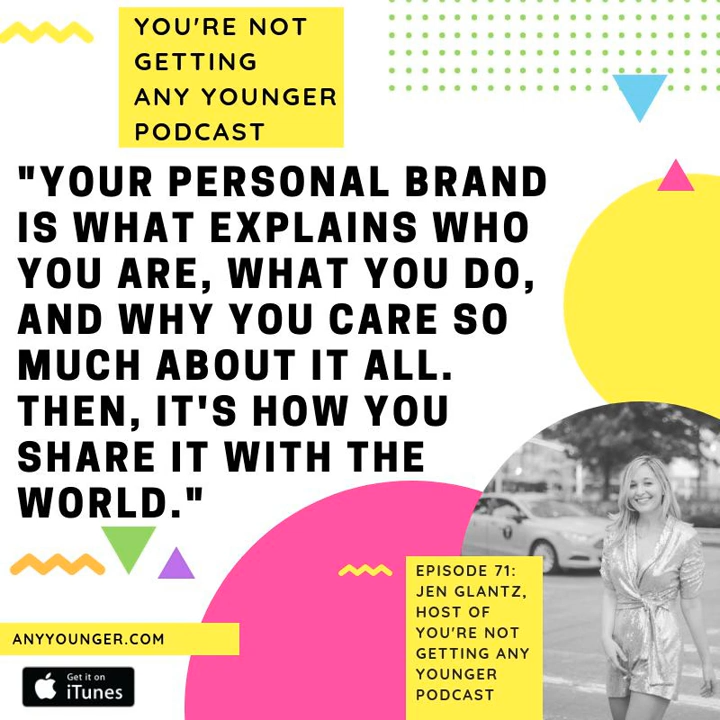 YOU'RE NOT
GETTING
ANY YOUNGER
PODCAST
"YOUR PERSONAL BRAND
IS WHAT EXPLAINS WHO
YOU ARE, WHAT YOU DO,
AND WHY YOU CARE SO
MUCH ABOUT IT ALL.
THEN, IT'S HOW YOU
SHARE IT WITH THE
WORLD."
EPISODE 71:
JEN GLANTZ,
HOST OF
YOU'RE NOT
GETTING ANY
YOUNGER
PODCAST
ANYYOUNGER.COM
Get it on
iTunes